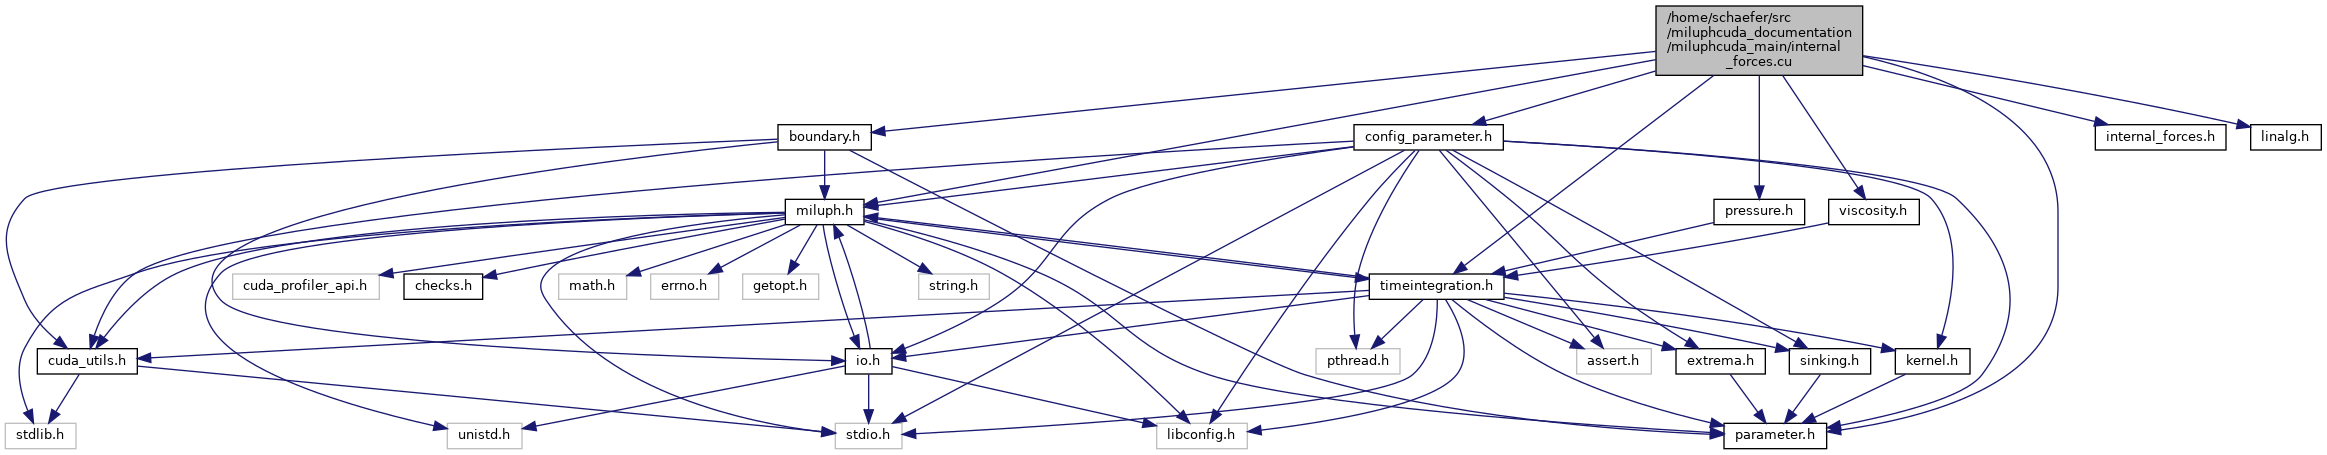 /home/schaefer/src
/miluphcuda_documentation
/miluphcuda_main/internal
_forces.cu
boundary.h
config_parameter.h
internal_forces.h
linalg.h
miluph.h
pressure.h
viscosity.h
cuda_profiler_api.h
checks.h
math.h
errno.h
getopt.h
string.h
timeintegration.h
cuda_utils.h
io.h
pthread.h
assert.h
extrema.h
sinking.h
kernel.h
stdlib.h
unistd.h
stdio.h
libconfig.h
parameter.h